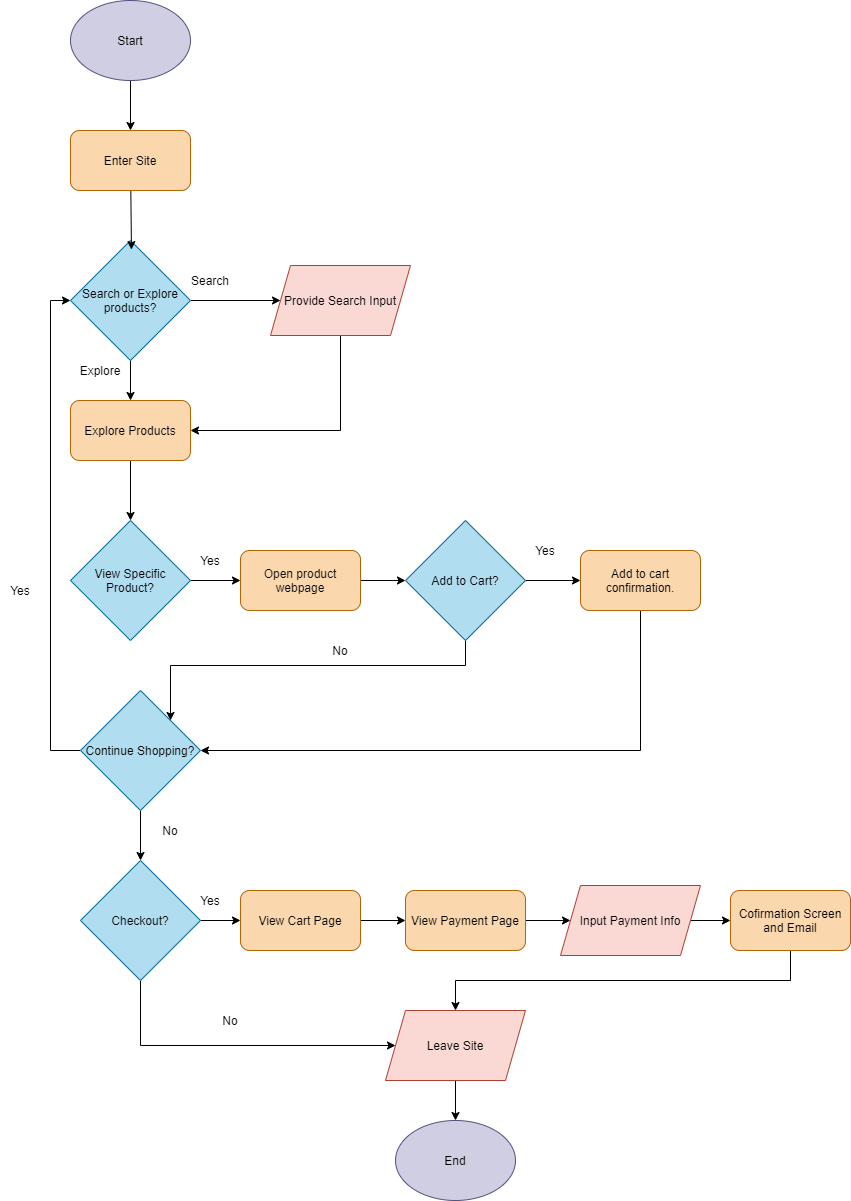 Start
Enter Site
Search
Search or Explore
products?
Provide Search Input
Explore
Explore Products
Yes
Yes
View Specific
Product?
Open product
webpage
Add to Cart?
Add to cart
confirmation.
Yes
No
Continue Shopping?
No
Yes
Checkout?
View Cart Page
View Payment Page
Input Payment Info
Cofirmation Screen
and Email
No
Leave Site
End